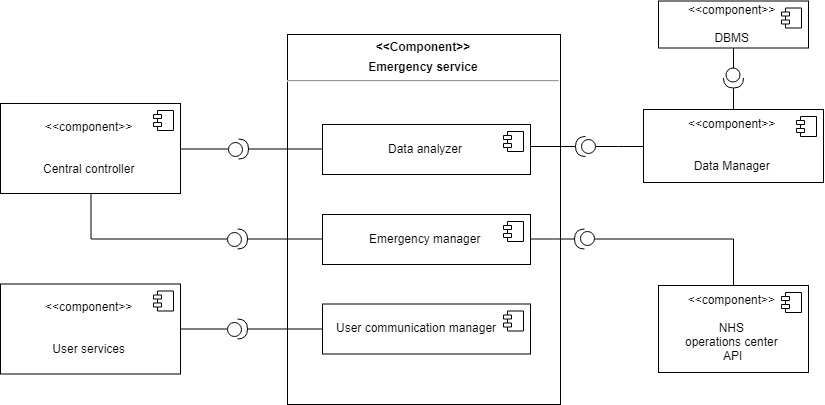 <<component>>
DBMS
<<Component>>
Emergency service
<<component>>
Central controller
Data analyzer
<<component>>
Data Manager
Emergency manager
<<component>>
User services
User communication manager
<<component>>
NHS
operations center
API